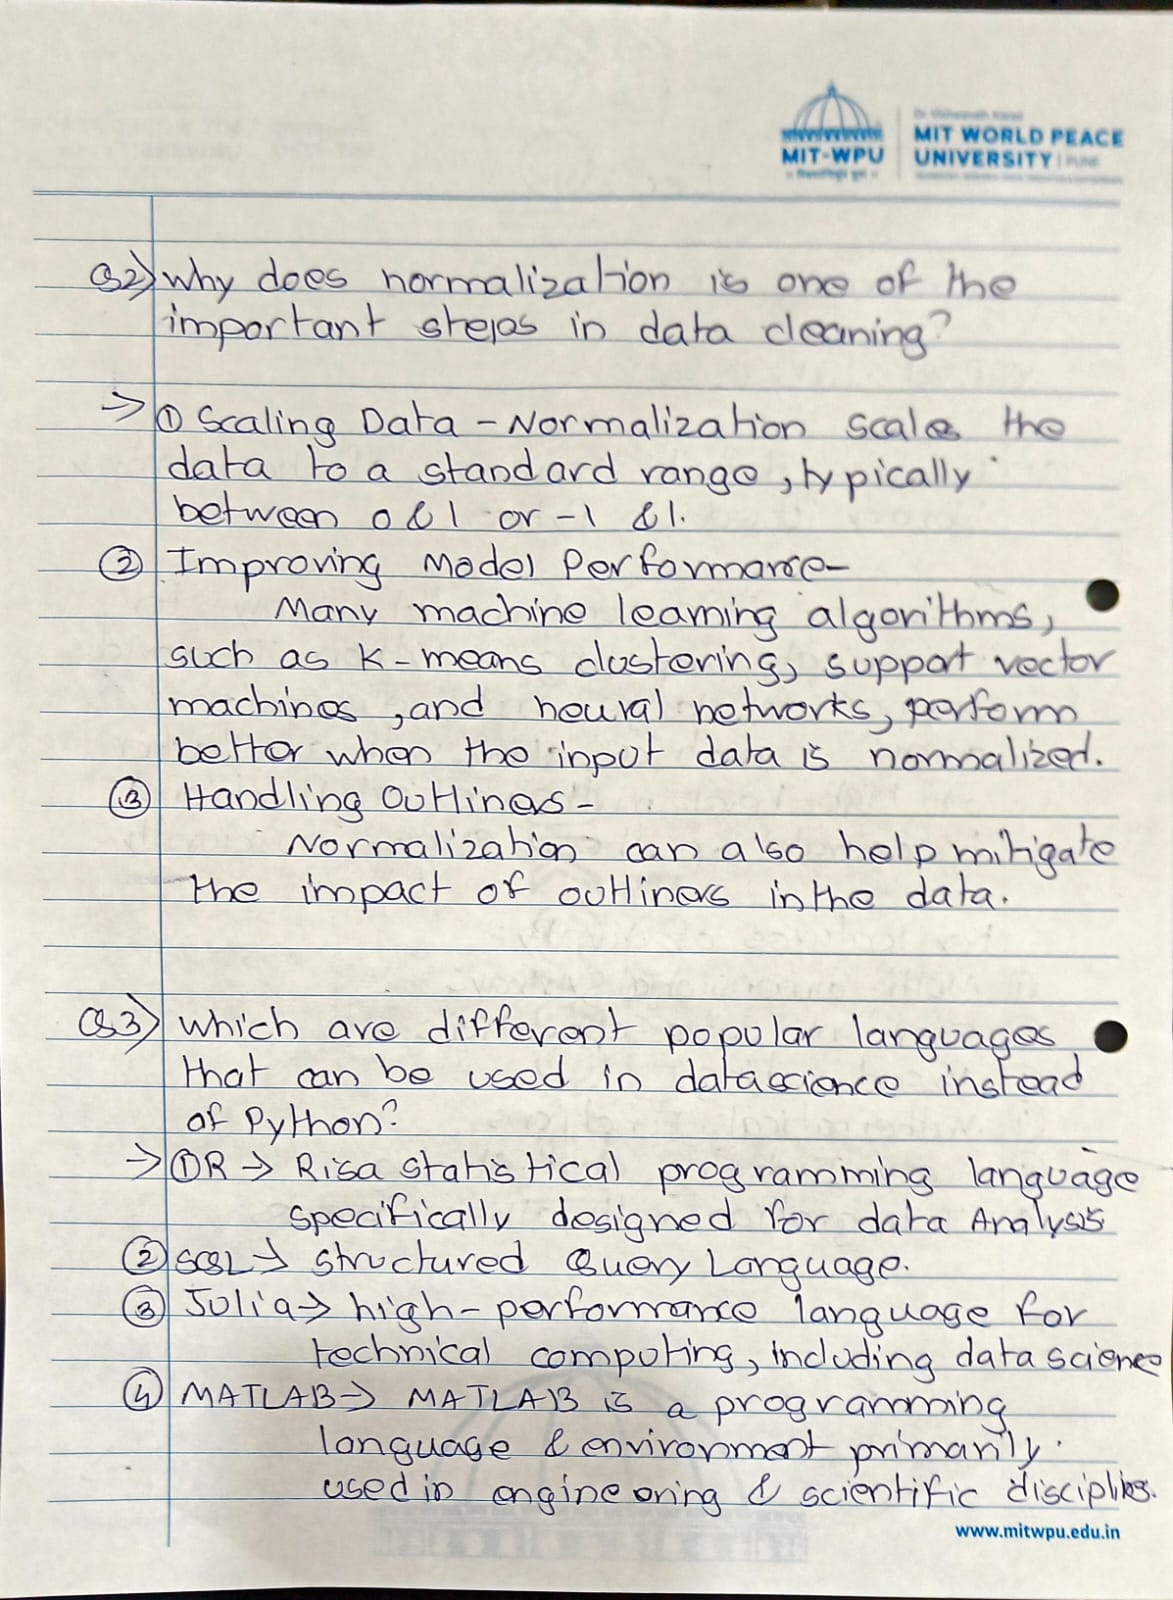 Dr. Vishwanath Karad
MIT WORLD PEACE
UNIVERSITY | PUNE
MIT-WPU
Q2) Why does normalization is one of the
important steps in data cleaning?
→ ① Scaling Data - Normalization scales the
data to a standard range, typically
between 0 & 1 or -1 & 1.
② Improving Model Performance-
Many machine learning algorithms,
such as K-means clustering, support vector
machines, and neural networks, perform
better when the input data is normalized.
③ Handling Outliners-
Normalization can also help mitigate
the impact of outliners in the data.
Q3) Which are different popular languages
that can be used in datascience instead
of Python?
→ ① R → R is a statistical programming language
specifically designed for data Analysis
② SQL → Structured Query Language.
③ Julia → high-performance language for
technical computing, including data science
④ MATLAB → MATLAB is a programming
language & environment primarily
used in engineering & scientific disciplies.
www.mitwpu.edu.in